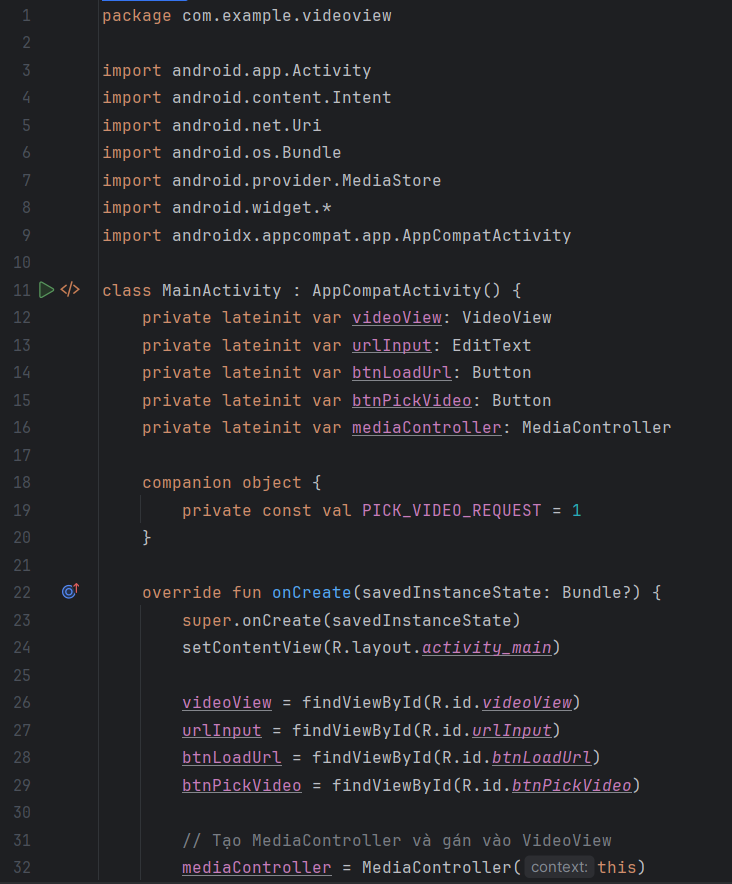 1 package com.example.videoview
2
3 import android.app.Activity
4 import android.content.Intent
5 import android.net.Uri
6 import android.os.Bundle
7 import android.provider.MediaStore
8 import android.widget.*
9 import androidx.appcompat.app.AppCompatActivity
10
11 </> class MainActivity : AppCompatActivity() {
12     private lateinit var videoView: VideoView
13     private lateinit var urlInput: EditText
14     private lateinit var btnLoadUrl: Button
15     private lateinit var btnPickVideo: Button
16     private lateinit var mediaController: MediaController
17
18     companion object {
19         private const val PICK_VIDEO_REQUEST = 1
20     }
21
22     override fun onCreate(savedInstanceState: Bundle?) {
23         super.onCreate(savedInstanceState)
24         setContentView(R.layout.activity_main)
25
26         videoView = findViewById(R.id.videoView)
27         urlInput = findViewById(R.id.urlInput)
28         btnLoadUrl = findViewById(R.id.btnLoadUrl)
29         btnPickVideo = findViewById(R.id.btnPickVideo)
30
31         // Tạo MediaController và gán vào VideoView
32         mediaController = MediaController( context: this)